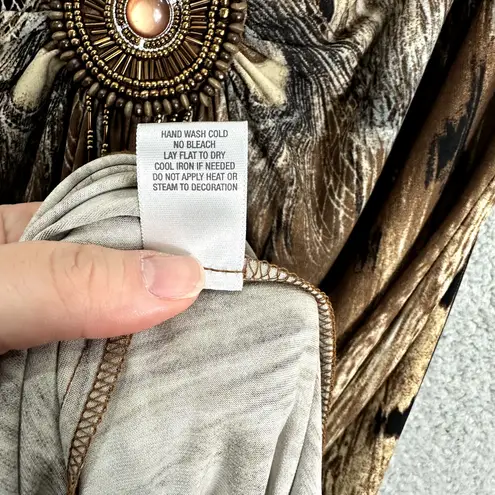 HAND WASH COLD
NO BLEACH
LAY FLAT TO DRY
COOL IRON IF NEEDED
DO NOT APPLY HEAT OR
STEAM TO DECORATION